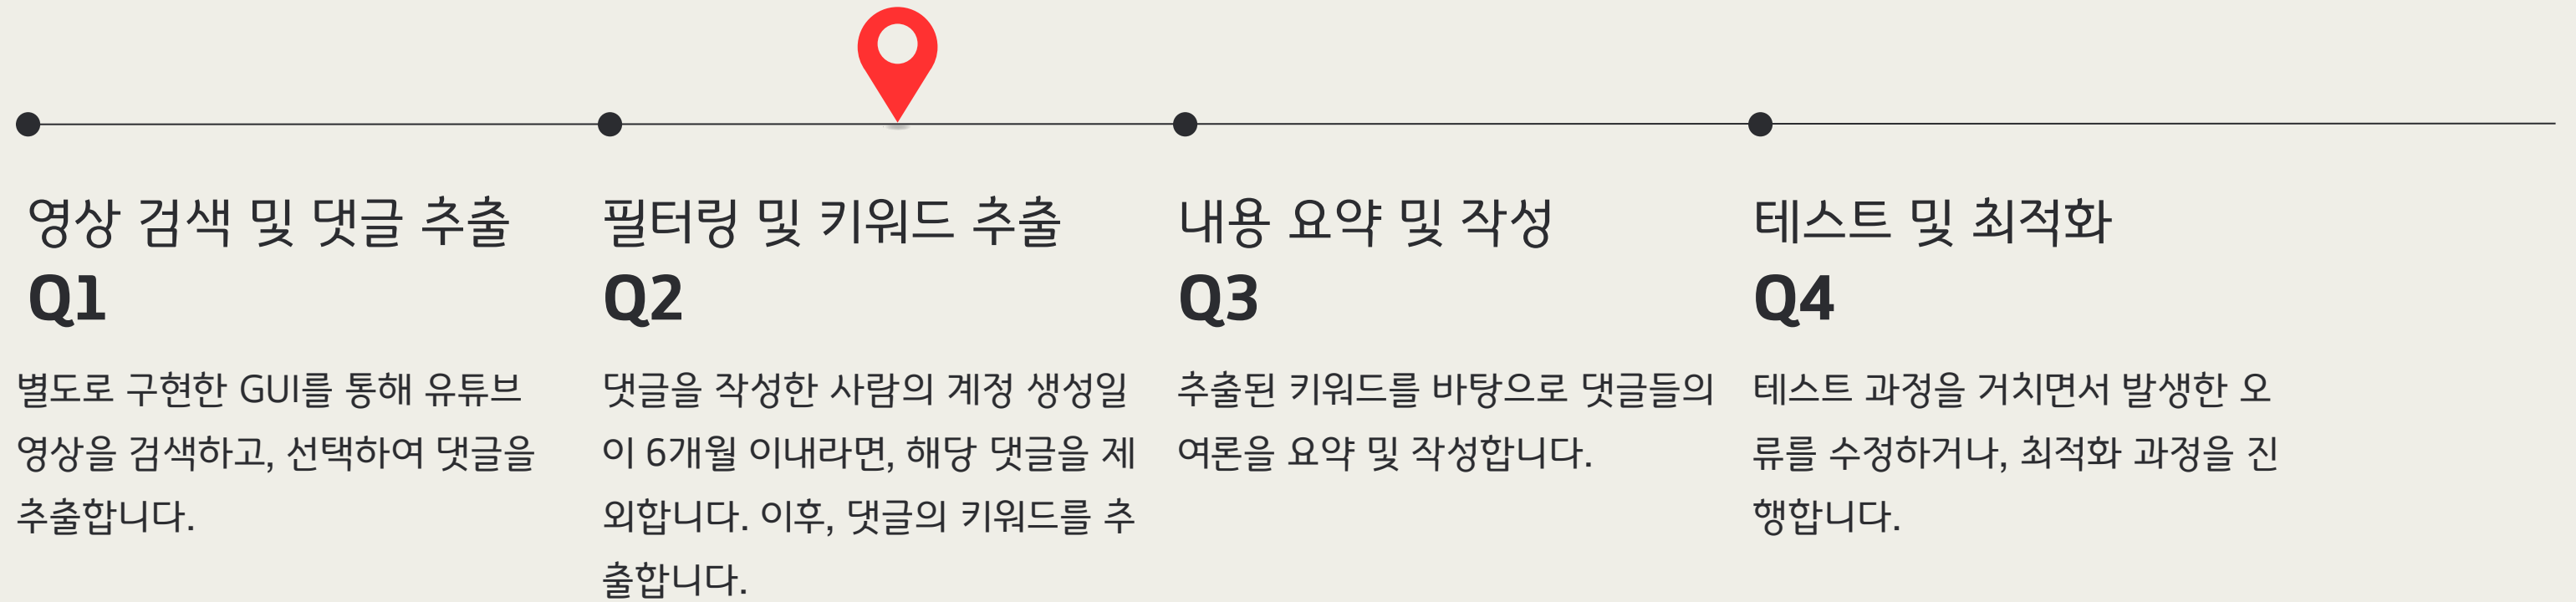 영상 검색 및 댓글 추출
Q1
별도로 구현한 GUI를 통해 유튜브
영상을 검색하고, 선택하여 댓글을
추출합니다.
필터링 및 키워드 추출
Q2
댓글을 작성한 사람의 계정 생성일
이 6개월 이내라면, 해당 댓글을 제
외합니다. 이후, 댓글의 키워드를 추
출합니다.
내용 요약 및 작성
Q3
추출된 키워드를 바탕으로 댓글들의
여론을 요약 및 작성합니다.
테스트 및 최적화
Q4
테스트 과정을 거치면서 발생한 오
류를 수정하거나, 최적화 과정을 진
행합니다.